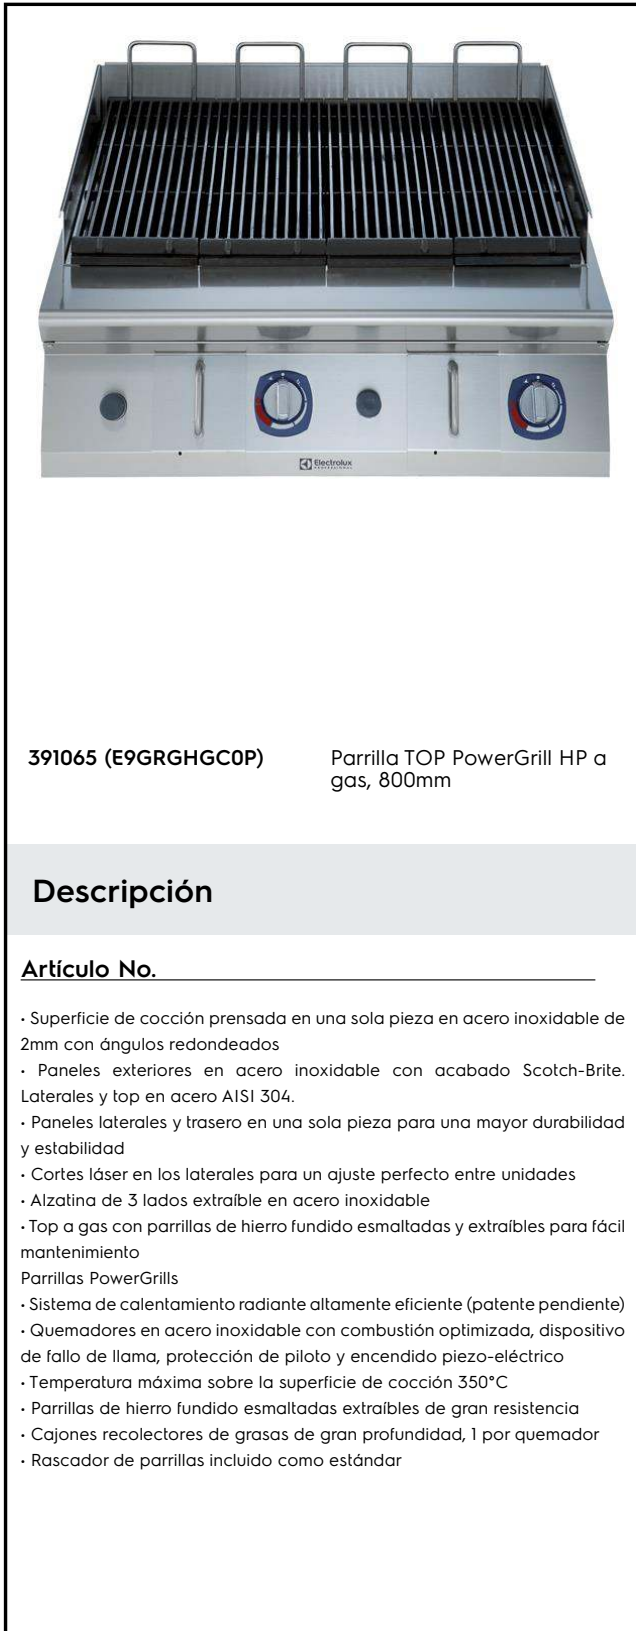 Electrolux
PROFESSIONAL
391065 (E9GRGHGC0P)
Parrilla TOP PowerGrill HP a
gas, 800mm
Descripción
Artículo No.
• Superficie de cocción prensada en una sola pieza en acero inoxidable de
2mm con ángulos redondeados
• Paneles exteriores en acero inoxidable con acabado Scotch-Brite.
Laterales y top en acero AISI 304.
• Paneles laterales y trasero en una sola pieza para una mayor durabilidad
y estabilidad
• Cortes láser en los laterales para un ajuste perfecto entre unidades
• Alzatina de 3 lados extraíble en acero inoxidable
• Top a gas con parrillas de hierro fundido esmaltadas y extraíbles para fácil
mantenimiento
Parrillas PowerGrills
• Sistema de calentamiento radiante altamente eficiente (patente pendiente)
• Quemadores en acero inoxidable con combustión optimizada, dispositivo
de fallo de llama, protección de piloto y encendido piezo-eléctrico
• Temperatura máxima sobre la superficie de cocción 350°C
• Parrillas de hierro fundido esmaltadas extraíbles de gran resistencia
• Cajones recolectores de grasas de gran profundidad, 1 por quemador
• Rascador de parrillas incluido como estándar